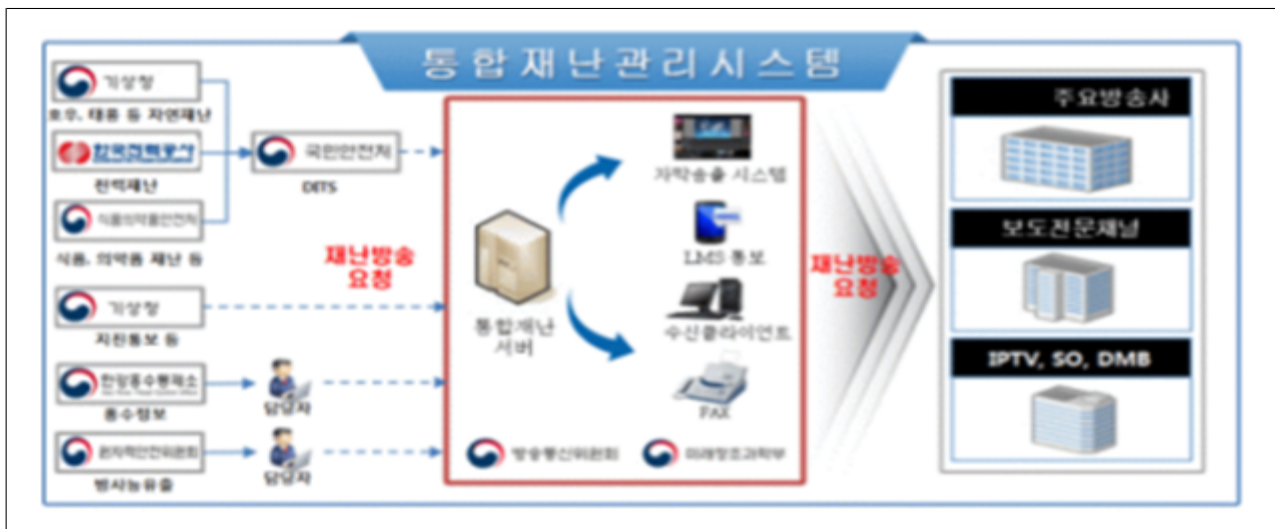 통합재난관리시스템
기상청
호우, 태풍 등 자연재난
한국전력공사
전력재난
식품의약품안전처
식품, 의약품 재난 등
국민안전처
DITS
기상청
지진통보 등
한강홍수통제소
홍수정보
담당자
원자력안전위원회
방사능유출
담당자
재난방송
요청
통합재난
서버
자막송출 시스템
LMS 통보
수신클라이언트
FAX
방송통신위원회
미래창조과학부
재난방송
요청
주요방송사
보도전문채널
IPTV, SO, DMB